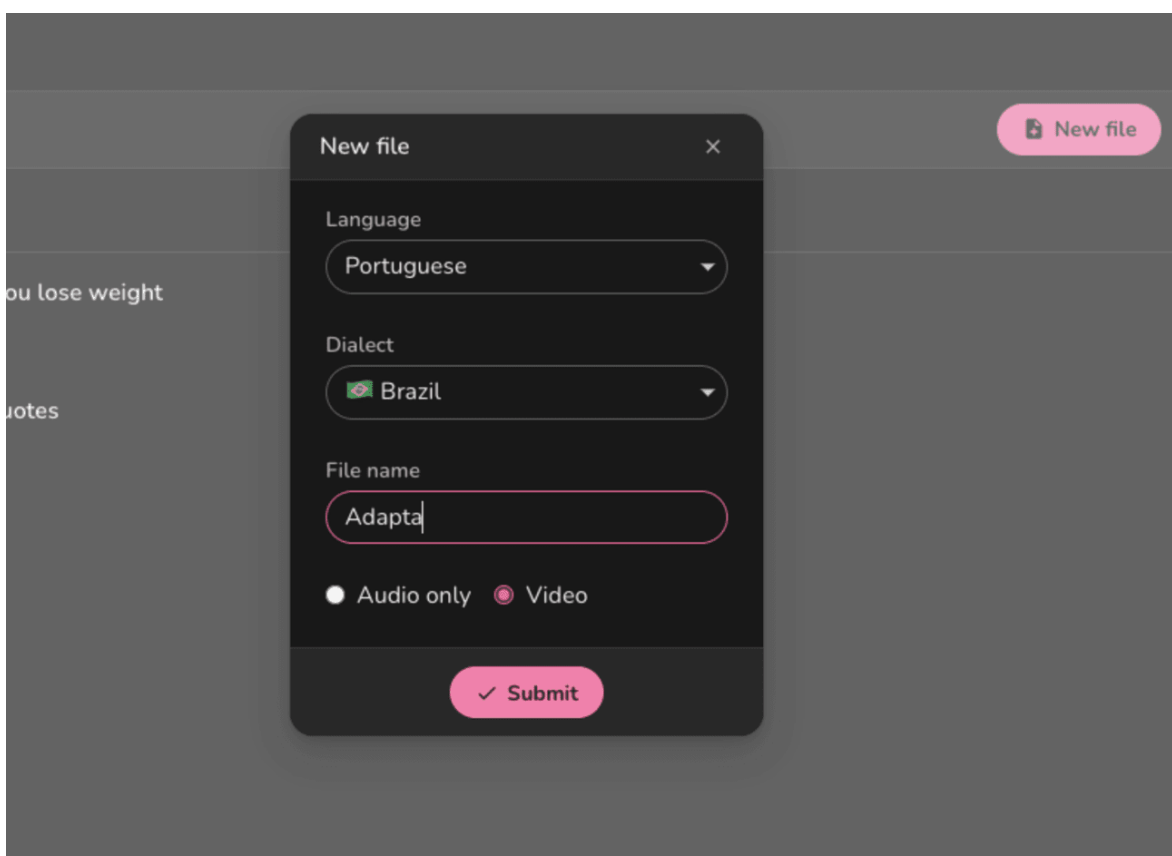 New file
New file
Language
Portuguese
ou lose weight
Dialect
Brazil
uotes
File name
Adapta
Audio only
Video
Submit